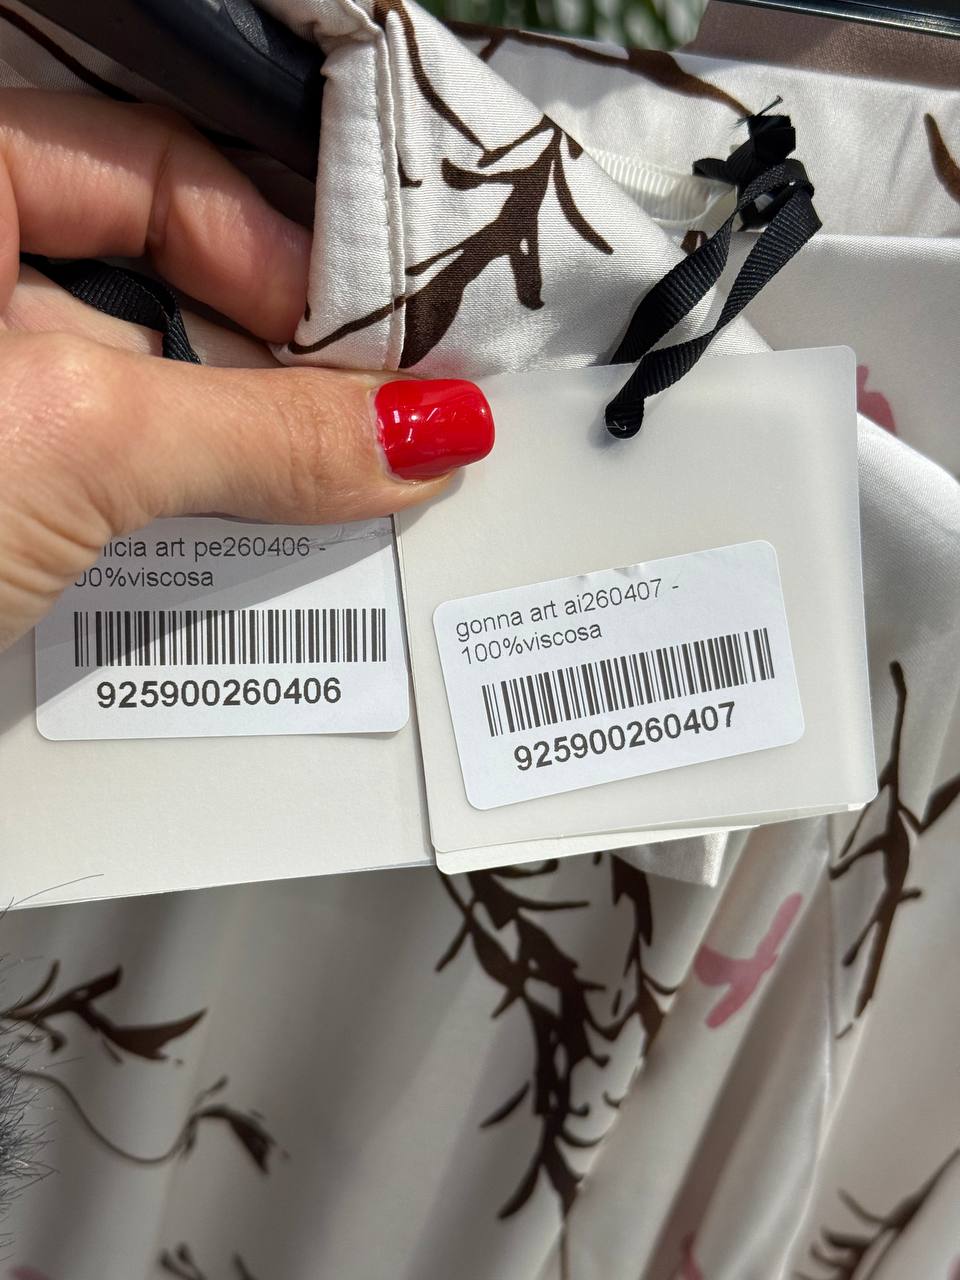 art pe260406 -
00%viscosa
925900260406
gonna art ai260407 -
100%viscosa
925900260407